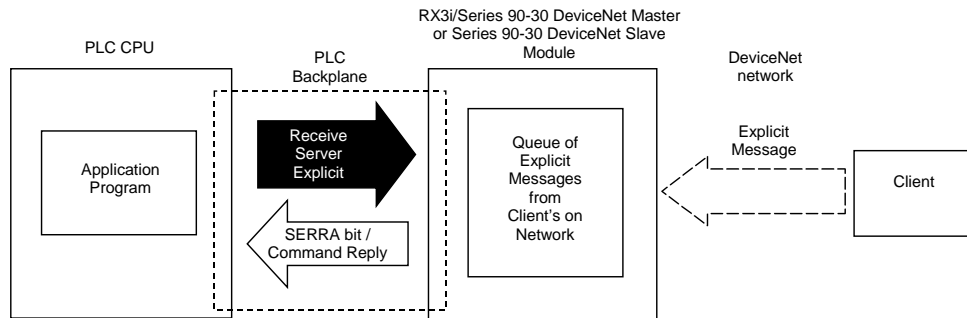 RX3i/Series 90-30 DeviceNet Master
or Series 90-30 DeviceNet Slave
Module
PLC CPU
PLC
Backplane
DeviceNet
network
Application
Program
Receive
Server
Explicit
SERRA bit /
Command Reply
Queue of
Explicit
Messages
from
Client's on
Network
Explicit
Message
Client